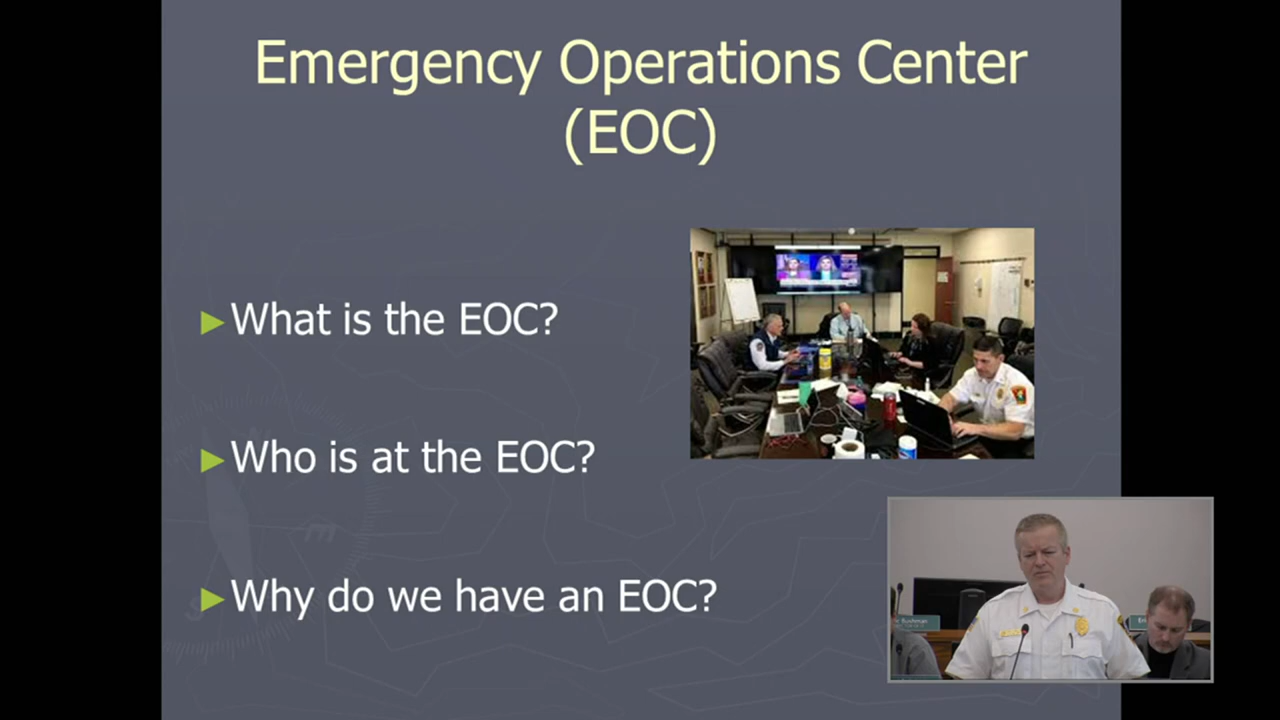 Emergency Operations Center
(EOC)
►What is the EOC?
►Who is at the EOC?
►Why do we have an EOC?
Bushman